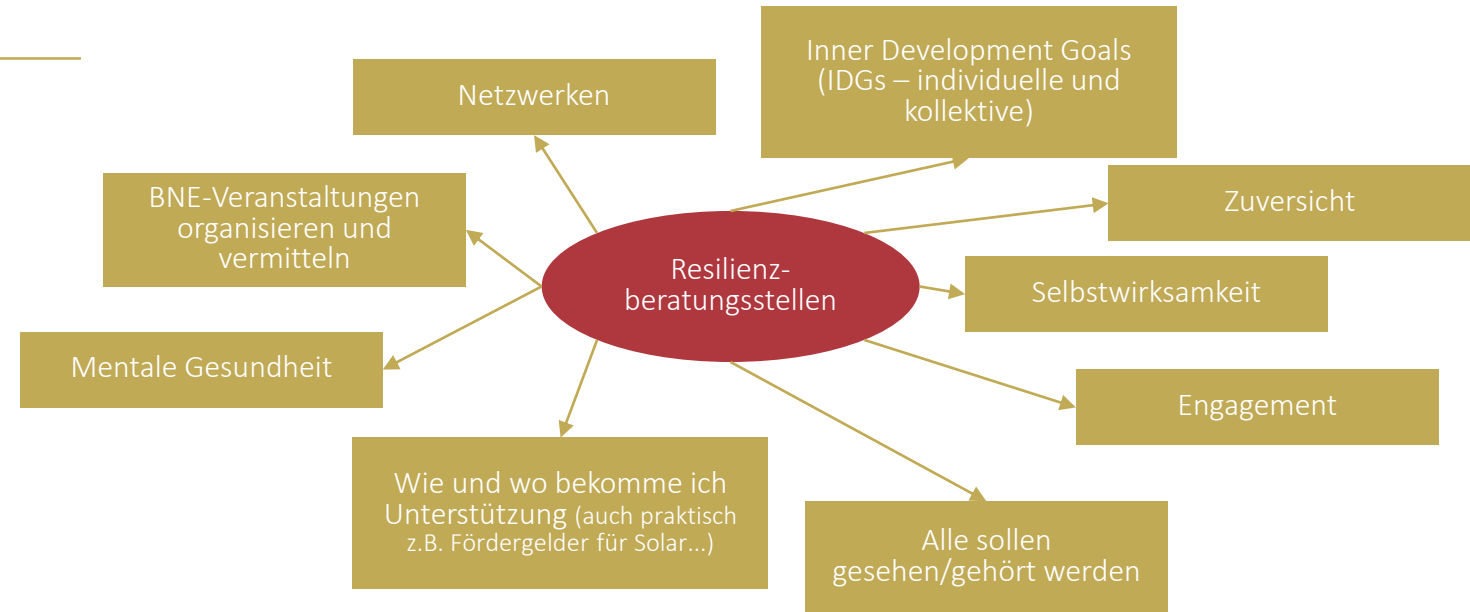 Inner Development Goals
(IDGs – individuelle und
kollektive)
Netzwerken
BNE-Veranstaltungen
organisieren und
vermitteln
Zuversicht
Resilienz-
beratungsstellen
Selbstwirksamkeit
Mentale Gesundheit
Engagement
Wie und wo bekomme ich
Unterstützung (auch praktisch
z.B. Fördergelder für Solar...)
Alle sollen
gesehen/gehört werden